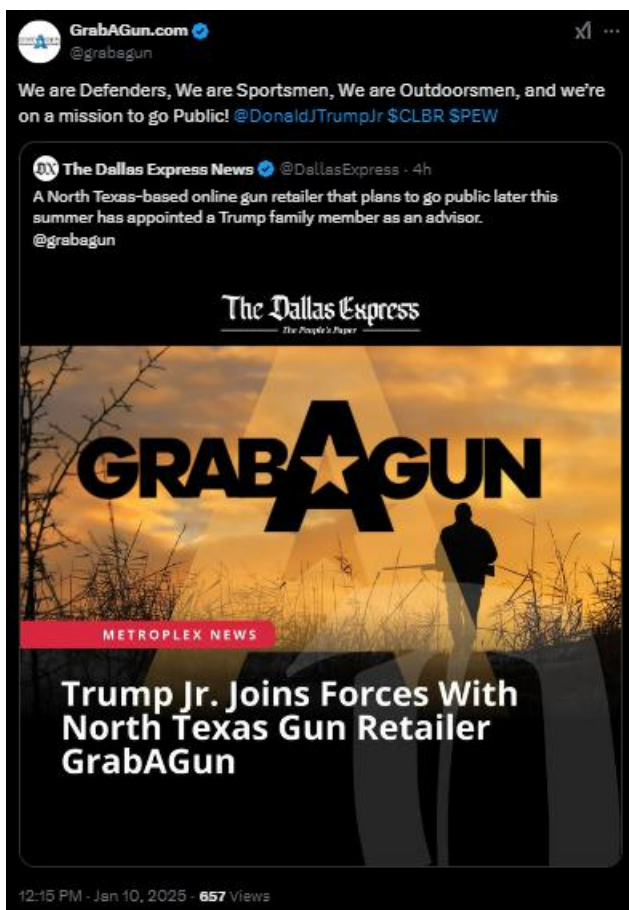 GrabAGun.com
@grabagun
We are Defenders, We are Sportsmen, We are Outdoorsmen, and we're
on a mission to go Public! @DonaldJTrumpJr $CLBR $PEW
DX The Dallas Express News @DallasExpress · 4h
A North Texas-based online gun retailer that plans to go public later this
summer has appointed a Trump family member as an advisor.
@grabagun
The Dallas Express
The People's Paper
GRABAGUN
METROPLEX NEWS
Trump Jr. Joins Forces With
North Texas Gun Retailer
GrabAGun
12:15 PM · Jan 10, 2025 · 657 Views